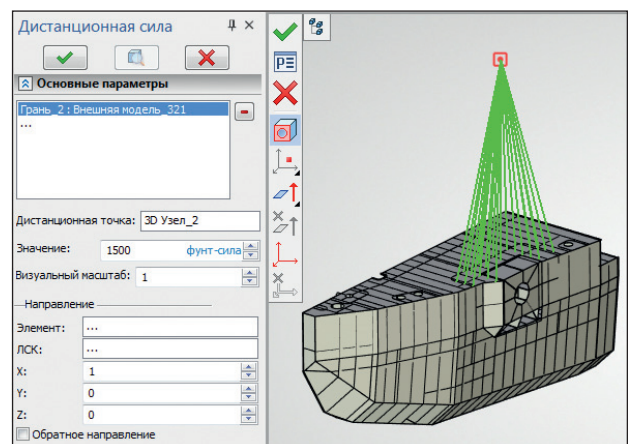 Дистанционная сила
Основные параметры
Грань_2 : Внешняя модель_321
...
Дистанционная точка: 3D Узел_2
Значение: 1500 фунт-сила
Визуальный масштаб: 1
Направление
Элемент: ...
ЛСК: ...
X: 1
Y: 0
Z: 0
Обратное направление